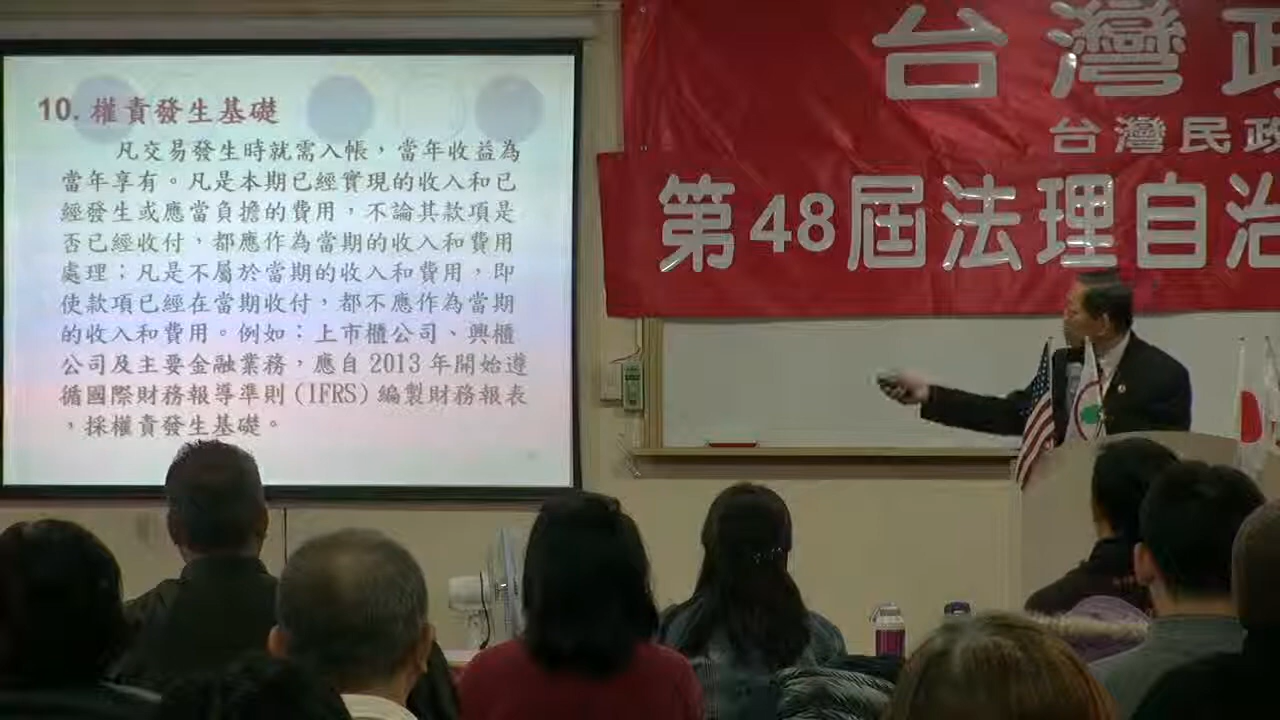 10. 權責發生基礎
凡交易發生時就需入帳，當年收益為
當年享有。凡是本期已經實現的收入和已
經發生或應當負擔的費用，不論其款項是
否已經收付，都應作為當期的收入和費用
處理；凡是不屬於當期的收入和費用，即
使款項已經在當期收付，都不應作為當期
的收入和費用。例如：上市櫃公司、興櫃
公司及主要金融業務，應自 2013 年開始遵
循國際財務報導準則(IFRS)編製財務報表
，採權責發生基礎。
台灣政
台灣民政
第48屆法理自治